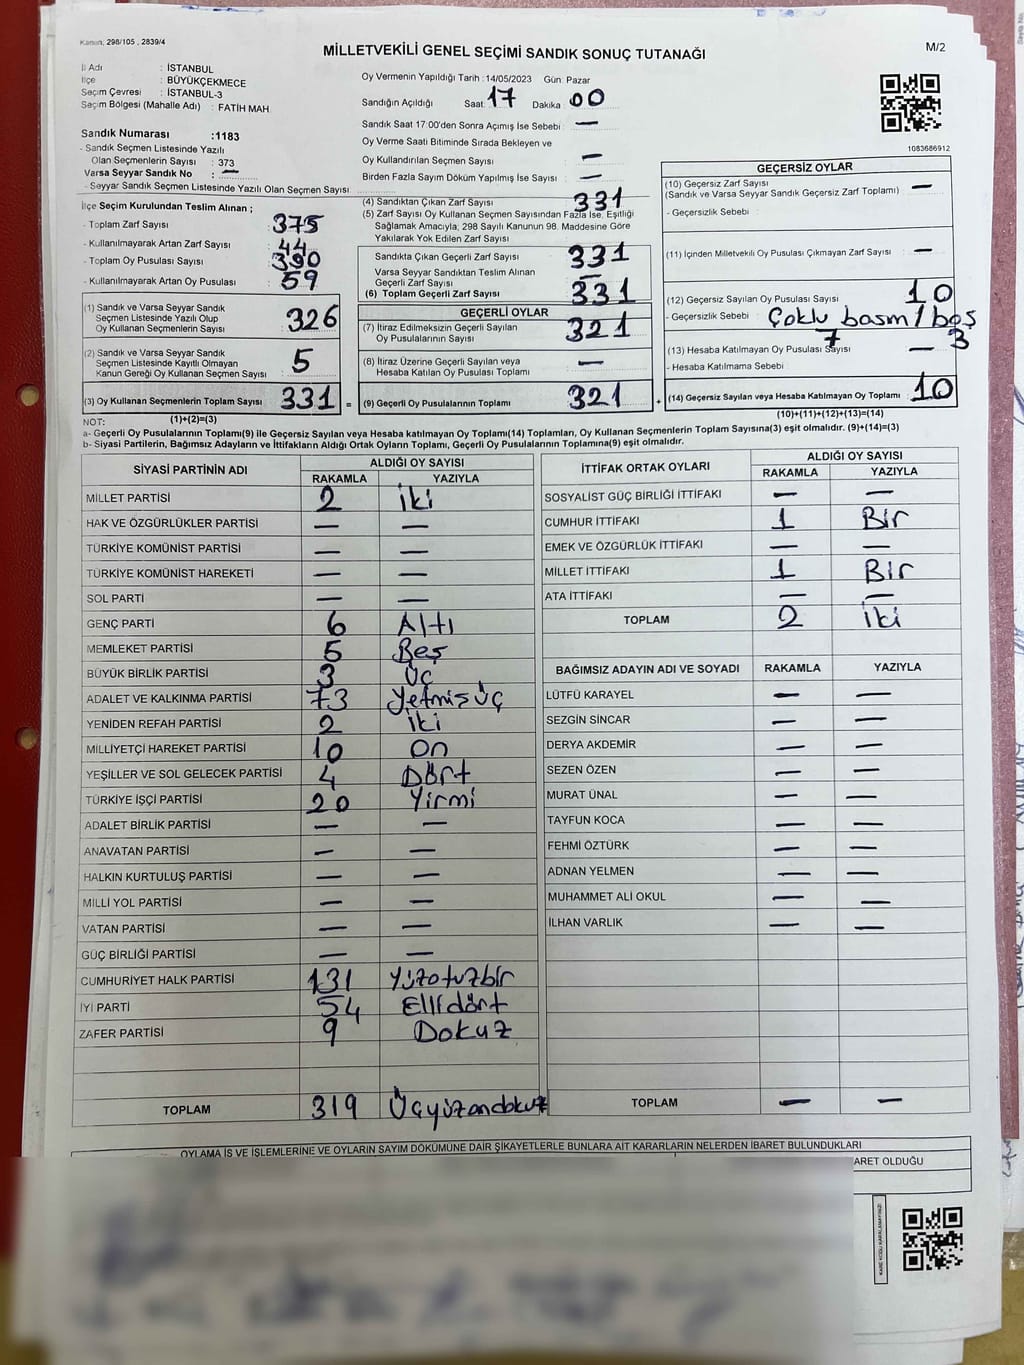 Kanun; 298/105 , 2839/4
MİLLETVEKİLİ GENEL SEÇİMİ SANDIK SONUÇ TUTANAĞI
M/2
İl Adı : İSTANBUL
İlçe : BÜYÜKÇEKMECE
Seçim Çevresi : İSTANBUL-3
Seçim Bölgesi (Mahalle Adı) : FATİH MAH.
Sandık Numarası :1183
- Sandık Seçmen Listesinde Yazılı
Olan Seçmenlerin Sayısı : 373
Varsa Seyyar Sandık No : —
- Seyyar Sandık Seçmen Listesinde Yazılı Olan Seçmen Sayısı
Oy Vermenin Yapıldığı Tarih :14/05/2023 Gün: Pazar
Sandığın Açıldığı Saat: 17 Dakika: 00
Sandık Saat 17:00'den Sonra Açımış İse Sebebi : —
Oy Verme Saati Bitiminde Sırada Bekleyen ve
Oy Kullandırılan Seçmen Sayısı —
Birden Fazla Sayım Döküm Yapılmış İse Sayısı : —
1083686912
İlçe Seçim Kurulundan Teslim Alınan ;
- Toplam Zarf Sayısı : 375
- Kullanılmayarak Artan Zarf Sayısı : 44
- Toplam Oy Pusulası Sayısı : 390
- Kullanılmayarak Artan Oy Pusulası : 59
(1) Sandık ve Varsa Seyyar Sandık
Seçmen Listesinde Yazılı Olup
Oy Kullanan Seçmenlerin Sayısı : 326
(2) Sandık ve Varsa Seyyar Sandık
Seçmen Listesinde Kayıtlı Olmayan
Kanun Gereği Oy Kullanan Seçmen Sayısı : 5
(3) Oy Kullanan Seçmenlerin Toplam Sayısı 331 =
(4) Sandıktan Çıkan Zarf Sayısı 331
(5) Zarf Sayısı Oy Kullanan Seçmen Sayısından Fazla İse, Eşitliği
Sağlamak Amacıyla; 298 Sayılı Kanunun 98. Maddesine Göre
Yakılarak Yok Edilen Zarf Sayısı
Sandıkta Çıkan Geçerli Zarf Sayısı 331
Varsa Seyyar Sandıktan Teslim Alınan
Geçerli Zarf Sayısı —
(6) Toplam Geçerli Zarf Sayısı 331
GEÇERLİ OYLAR
(7) İtiraz Edilmeksizin Geçerli Sayılan
Oy Pusulalarının Sayısı 321
(8) İtiraz Üzerine Geçerli Sayılan veya
Hesaba Katılan Oy Pusulası Toplamı —
(9) Geçerli Oy Pusulalarının Toplamı 321 +
GEÇERSİZ OYLAR
(10) Geçersiz Zarf Sayısı
(Sandık ve Varsa Seyyar Sandık Geçersiz Zarf Toplamı) —
- Geçersizlik Sebebi :
(11) İçinden Milletvekili Oy Pusulası Çıkmayan Zarf Sayısı —
(12) Geçersiz Sayılan Oy Pusulası Sayısı 10
- Geçersizlik Sebebi : Çoklu basm / boş
7 3
(13) Hesaba Katılmayan Oy Pusulası Sayısı —
- Hesaba Katılmama Sebebi
(14) Geçersiz Sayılan veya Hesaba Katılmayan Oy Toplamı 10
NOT: (1)+(2)=(3) (10)+(11)+(12)+(13)=(14)
a- Geçerli Oy Pusulalarının Toplamı(9) ile Geçersiz Sayılan veya Hesaba katılmayan Oy Toplamı(14) Toplamları, Oy Kullanan Seçmenlerin Toplam Sayısına(3) eşit olmalıdır. (9)+(14)=(3)
b- Siyasi Partilerin, Bağımsız Adayların ve İttifakların Aldığı Ortak Oyların Toplamı, Geçerli Oy Pusulalarının Toplamına(9) eşit olmalıdır.
SİYASİ PARTİNİN ADI ALDIĞI OY SAYISI
RAKAMLA YAZIYLA
MİLLET PARTİSİ 2 iki
HAK VE ÖZGÜRLÜKLER PARTİSİ — —
TÜRKİYE KOMÜNİST PARTİSİ — —
TÜRKİYE KOMÜNİST HAREKETİ — —
SOL PARTİ — —
GENÇ PARTİ 6 Altı
MEMLEKET PARTİSİ 5 Beş
BÜYÜK BİRLİK PARTİSİ 3 Üç
ADALET VE KALKINMA PARTİSİ 73 Yetmiş üç
YENİDEN REFAH PARTİSİ 2 iki
MİLLİYETÇİ HAREKET PARTİSİ 10 On
YEŞİLLER VE SOL GELECEK PARTİSİ 4 Dört
TÜRKİYE İŞÇİ PARTİSİ 20 Yirmi
ADALET BİRLİK PARTİSİ — —
ANAVATAN PARTİSİ — —
HALKIN KURTULUŞ PARTİSİ — —
MİLLİ YOL PARTİSİ — —
VATAN PARTİSİ — —
GÜÇ BİRLİĞİ PARTİSİ — —
CUMHURİYET HALK PARTİSİ 131 Yüzotuzbir
İYİ PARTİ 54 Ellidört
ZAFER PARTİSİ 9 Dokuz
TOPLAM 319 Üçyüzondokuz
İTTİFAK ORTAK OYLARI ALDIĞI OY SAYISI
RAKAMLA YAZIYLA
SOSYALİST GÜÇ BİRLİĞİ İTTİFAKI — —
CUMHUR İTTİFAKI 1 Bir
EMEK VE ÖZGÜRLÜK İTTİFAKI — —
MİLLET İTTİFAKI 1 Bir
ATA İTTİFAKI — —
TOPLAM 2 iki
BAĞIMSIZ ADAYIN ADI VE SOYADI RAKAMLA YAZIYLA
LÜTFÜ KARAYEL — —
SEZGİN SİNCAR — —
DERYA AKDEMİR — —
SEZEN ÖZEN — —
MURAT ÜNAL — —
TAYFUN KOCA — —
FEHMİ ÖZTÜRK — —
ADNAN YELMEN — —
MUHAMMET ALİ OKUL — —
İLHAN VARLIK — —
TOPLAM — —
OYLAMA İŞ VE İŞLEMLERİNE VE OYLARIN SAYIM DÖKÜMÜNE DAİR ŞİKAYETLERLE BUNLARA AİT KARARLARIN NELERDEN İBARET BULUNDUKLARI
ARET OLDUĞU